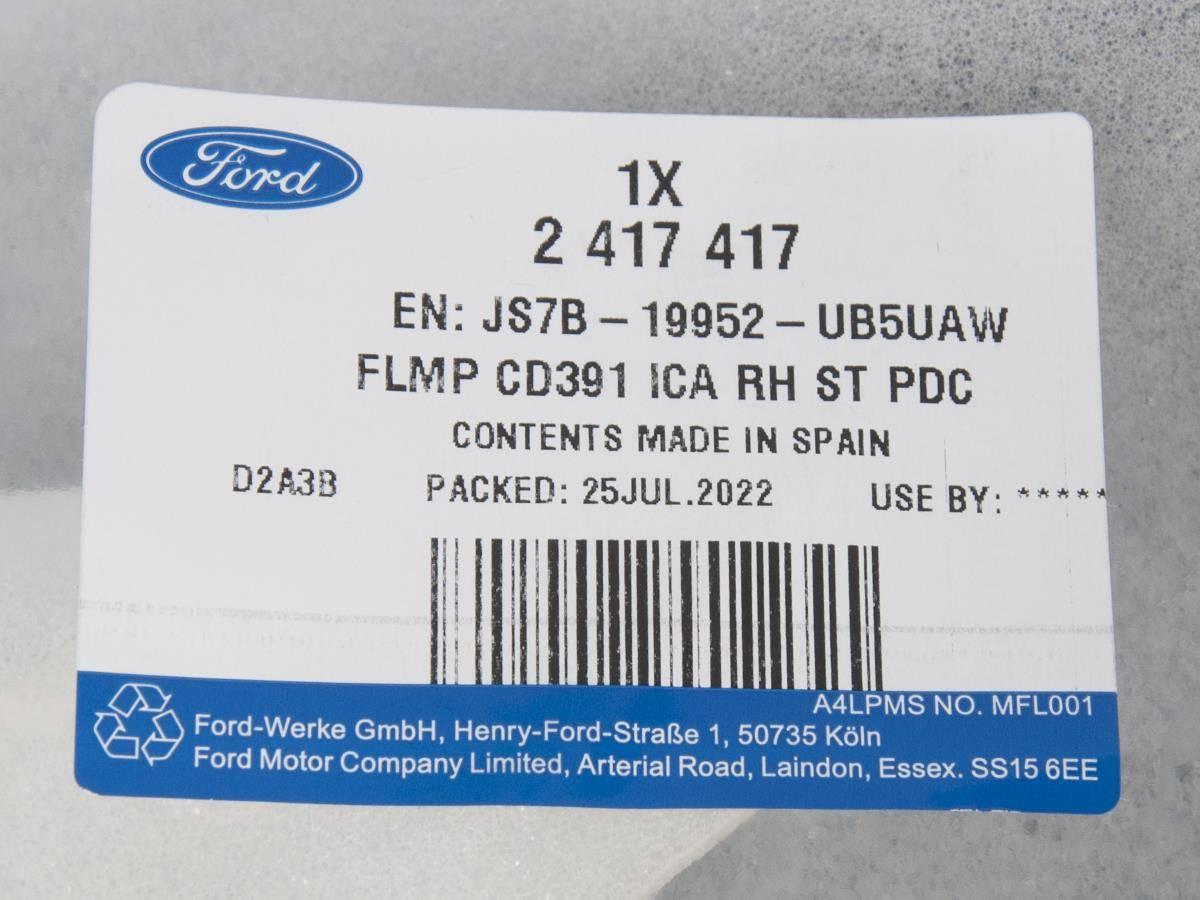 Ford
1X
2 417 417
EN: JS7B – 19952 – UB5UAW
FLMP CD391 ICA RH ST PDC
CONTENTS MADE IN SPAIN
D2A3B PACKED: 25JUL.2022 USE BY: *****
A4LPMS NO. MFL001
Ford-Werke GmbH, Henry-Ford-Straße 1, 50735 Köln
Ford Motor Company Limited, Arterial Road, Laindon, Essex. SS15 6EE